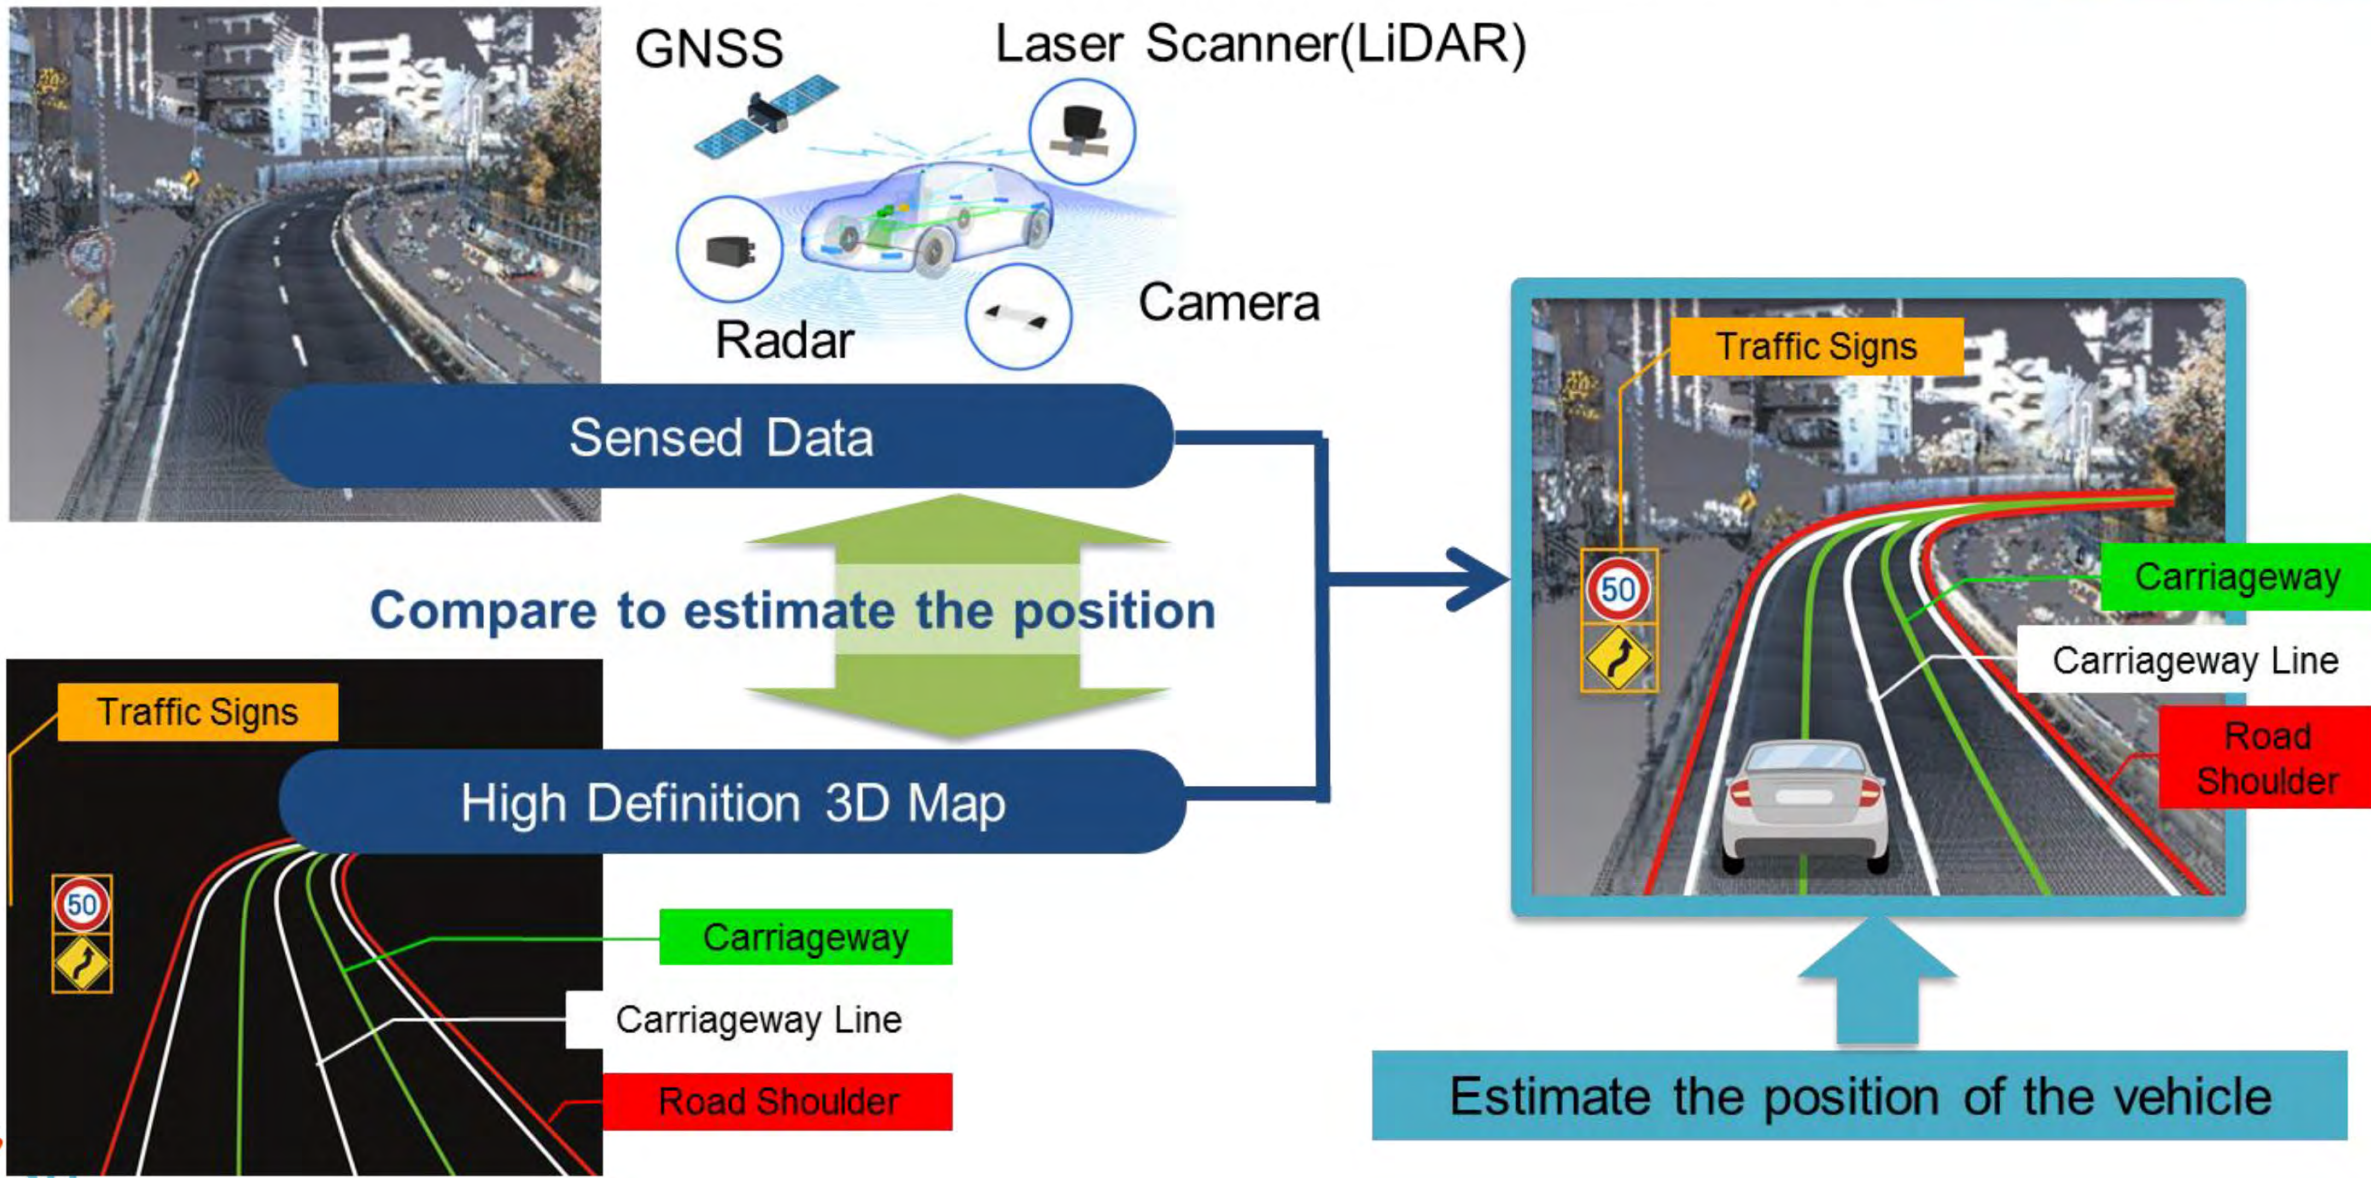 GNSS
Laser Scanner(LiDAR)
Radar
Camera
Sensed Data
Compare to estimate the position
Traffic Signs
High Definition 3D Map
50
Carriageway
Carriageway Line
Road Shoulder
Traffic Signs
50
Carriageway
Carriageway Line
Road
Shoulder
Estimate the position of the vehicle